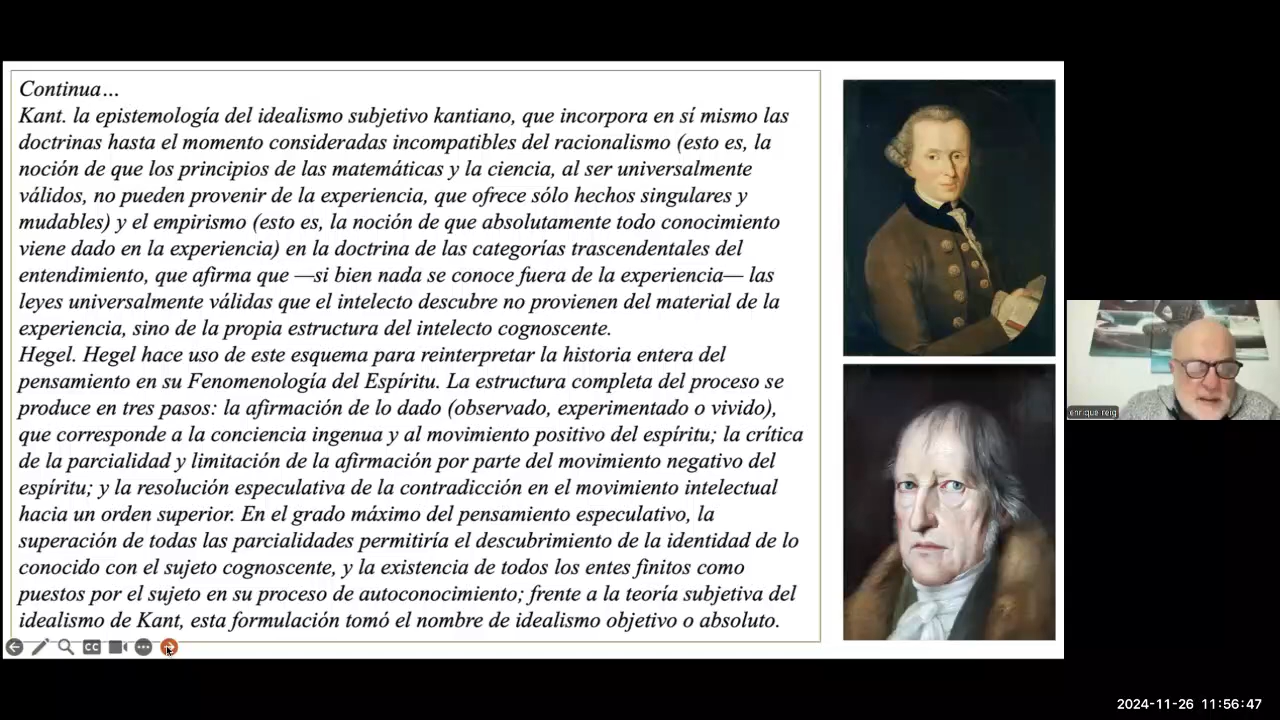 Continua…
Kant. la epistemología del idealismo subjetivo kantiano, que incorpora en sí mismo las
doctrinas hasta el momento consideradas incompatibles del racionalismo (esto es, la
noción de que los principios de las matemáticas y la ciencia, al ser universalmente
válidos, no pueden provenir de la experiencia, que ofrece sólo hechos singulares y
mudables) y el empirismo (esto es, la noción de que absolutamente todo conocimiento
viene dado en la experiencia) en la doctrina de las categorías trascendentales del
entendimiento, que afirma que —si bien nada se conoce fuera de la experiencia— las
leyes universalmente válidas que el intelecto descubre no provienen del material de la
experiencia, sino de la propia estructura del intelecto cognoscente.
Hegel. Hegel hace uso de este esquema para reinterpretar la historia entera del
pensamiento en su Fenomenología del Espíritu. La estructura completa del proceso se
produce en tres pasos: la afirmación de lo dado (observado, experimentado o vivido),
que corresponde a la conciencia ingenua y al movimiento positivo del espíritu; la crítica
de la parcialidad y limitación de la afirmación por parte del movimiento negativo del
espíritu; y la resolución especulativa de la contradicción en el movimiento intelectual
hacia un orden superior. En el grado máximo del pensamiento especulativo, la
superación de todas las parcialidades permitiría el descubrimiento de la identidad de lo
conocido con el sujeto cognoscente, y la existencia de todos los entes finitos como
puestos por el sujeto en su proceso de autoconocimiento; frente a la teoría subjetiva del
idealismo de Kant, esta formulación tomó el nombre de idealismo objetivo o absoluto.
CC
enrique reig
2024-11-26 11:56:47